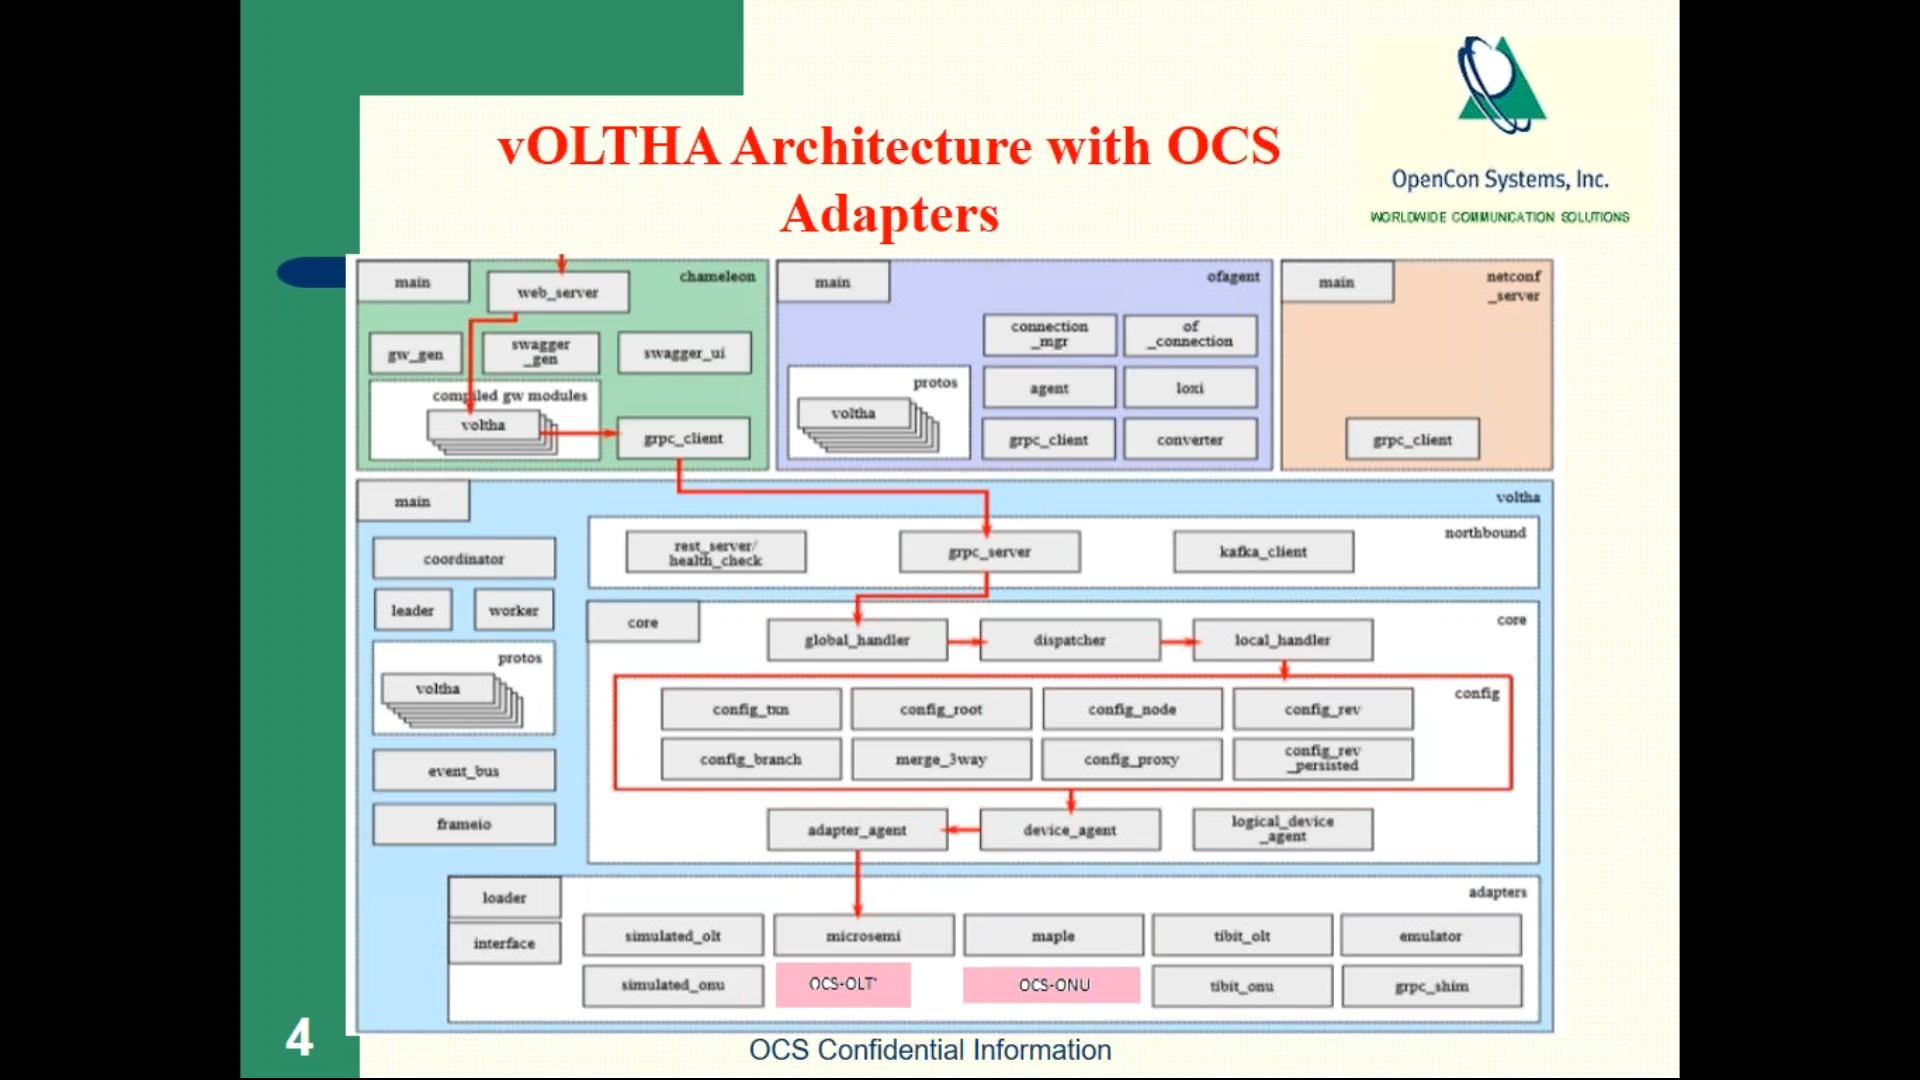 vOLTHA Architecture with OCS
Adapters
OpenCon Systems, Inc.
WORLDWIDE COMMUNICATION SOLUTIONS
main
web_server
chameleon
gw_gen
swagger
_gen
swagger_ui
compiled gw modules
voltha
grpc_client
main
ofagent
connection
_mgr
of
_connection
protos
voltha
agent
loxi
grpc_client
converter
main
netconf
_server
grpc_client
main
voltha
coordinator
leader
worker
protos
voltha
event_bus
frameio
northbound
rest_server/
health_check
grpc_server
kafka_client
core
core
global_handler
dispatcher
local_handler
config
config_txn
config_root
config_node
config_rev
config_branch
merge_3way
config_proxy
config_rev
_persisted
adapter_agent
device_agent
logical_device
_agent
loader
interface
adapters
simulated_olt
microsemi
maple
tibit_olt
emulator
simulated_onu
OCS-OLT'
OCS-ONU
tibit_onu
grpc_shim
4
OCS Confidential Information